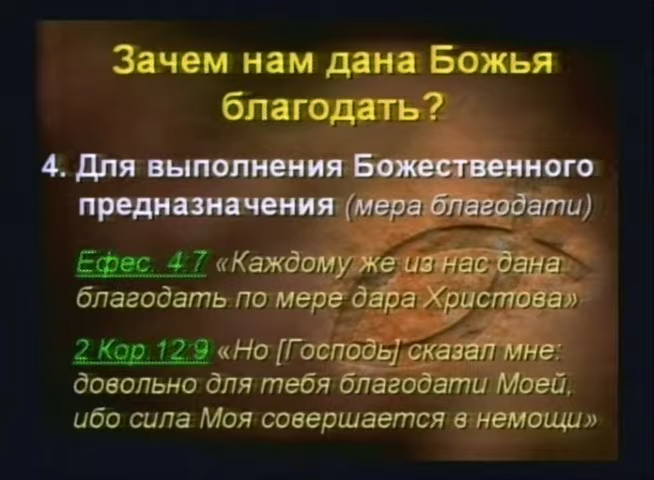 Зачем нам дана Божья
благодать?
4. Для выполнения Божественного
предназначения (мера благодати)
Ефес. 4:7 «Каждому же из нас дана
благодать по мере дара Христова»
2 Кор.12:9 «Но [Господь] сказал мне:
довольно для тебя благодати Моей,
ибо сила Моя совершается в немощи»